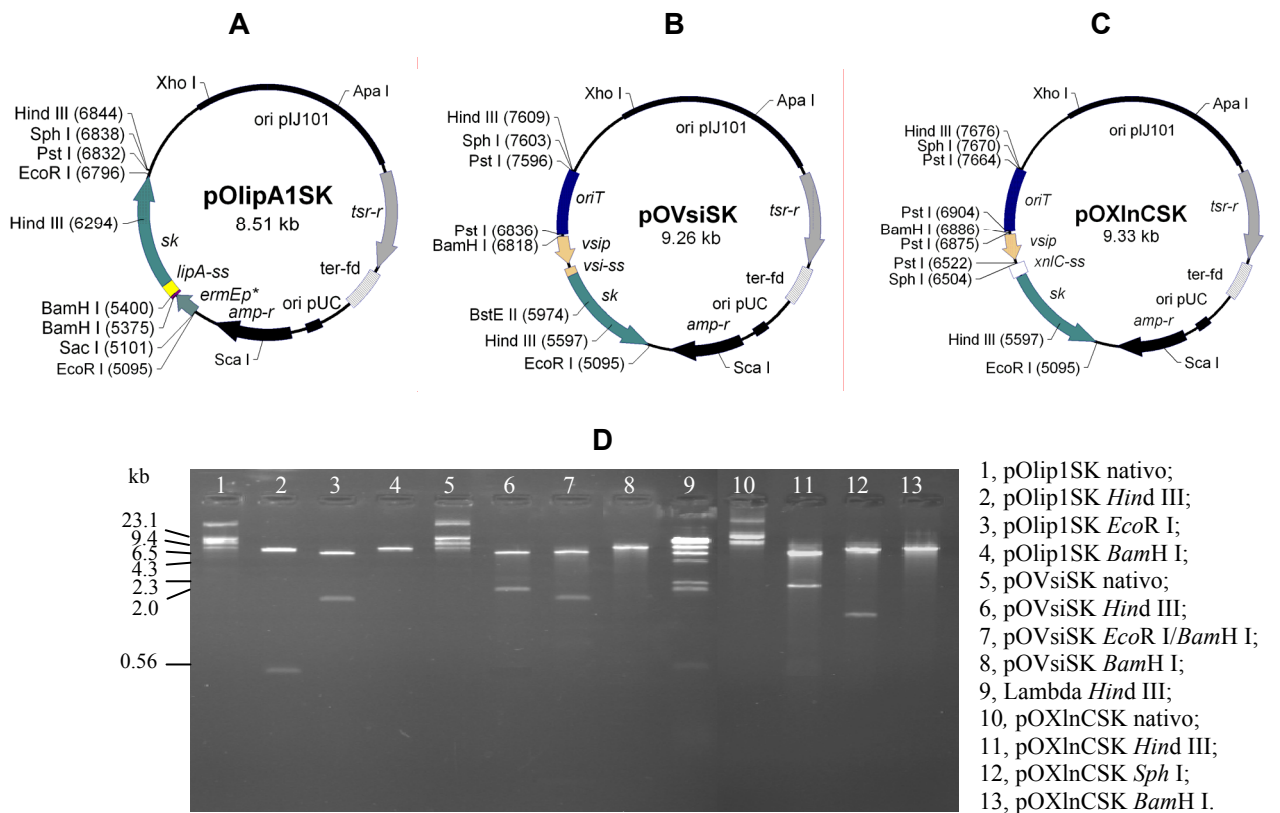 A
B
C
Xho I
Apa I
Hind III (6844)
Sph I (6838)
Pst I (6832)
EcoR I (6796)
ori pIJ101
pOlipA1SK
8.51 kb
Hind III (6294)
sk
tsr-r
lipA-ss
ermEp*
ter-fd
BamH I (5400)
BamH I (5375)
Sac I (5101)
EcoR I (5095)
ori pUC
amp-r
Sca I
Xho I
Apa I
Hind III (7609)
Sph I (7603)
Pst I (7596)
ori pIJ101
oriT
pOVsiSK
9.26 kb
tsr-r
Pst I (6836)
BamH I (6818)
vsip
vsi-ss
sk
ter-fd
BstE II (5974)
ori pUC
amp-r
Hind III (5597)
EcoR I (5095)
Sca I
Xho I
Apa I
Hind III (7676)
Sph I (7670)
Pst I (7664)
ori pIJ101
oriT
pOXlnCSK
9.33 kb
tsr-r
Pst I (6904)
BamH I (6886)
Pst I (6875)
vsip
Pst I (6522)
Sph I (6504)
xnlC-ss
sk
ter-fd
ori pUC
amp-r
Hind III (5597)
EcoR I (5095)
Sca I
D
kb
1 2 3 4 5 6 7 8 9 10 11 12 13
23.1
9.4
6.5
4.3
2.3
2.0
0.56
1, pOlip1SK nativo;
2, pOlip1SK Hind III;
3, pOlip1SK EcoR I;
4, pOlip1SK BamH I;
5, pOVsiSK nativo;
6, pOVsiSK Hind III;
7, pOVsiSK EcoR I/BamH I;
8, pOVsiSK BamH I;
9, Lambda Hind III;
10, pOXlnCSK nativo;
11, pOXlnCSK Hind III;
12, pOXlnCSK Sph I;
13, pOXlnCSK BamH I.